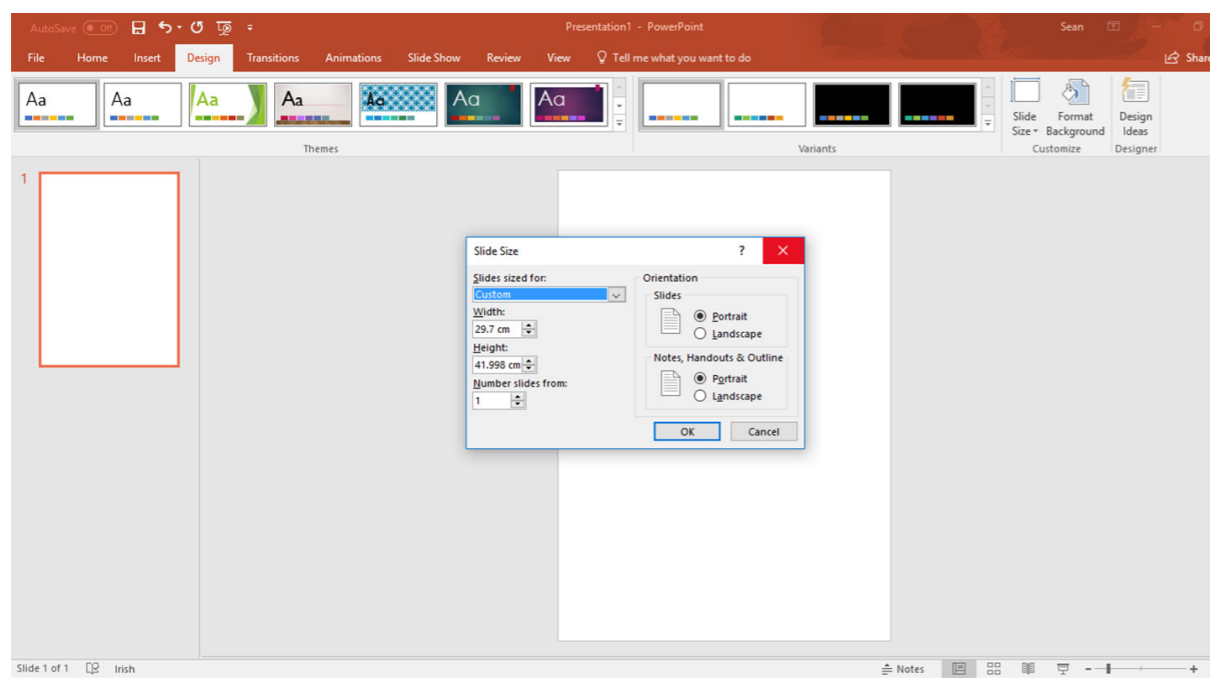 AutoSave Off Presentation1 - PowerPoint Sean
File Home Insert Design Transitions Animations Slide Show Review View Tell me what you want to do Share
Aa Aa Aa Aa Aa Aa Aa
Slide Size Format Background Design Ideas
Themes Variants Customize Designer
1
Slide Size ?
Slides sized for:
Custom
Width:
29.7 cm
Height:
41.998 cm
Number slides from:
1
Orientation
Slides
Portrait
Landscape
Notes, Handouts & Outline
Portrait
Landscape
OK Cancel
Slide 1 of 1 Irish Notes